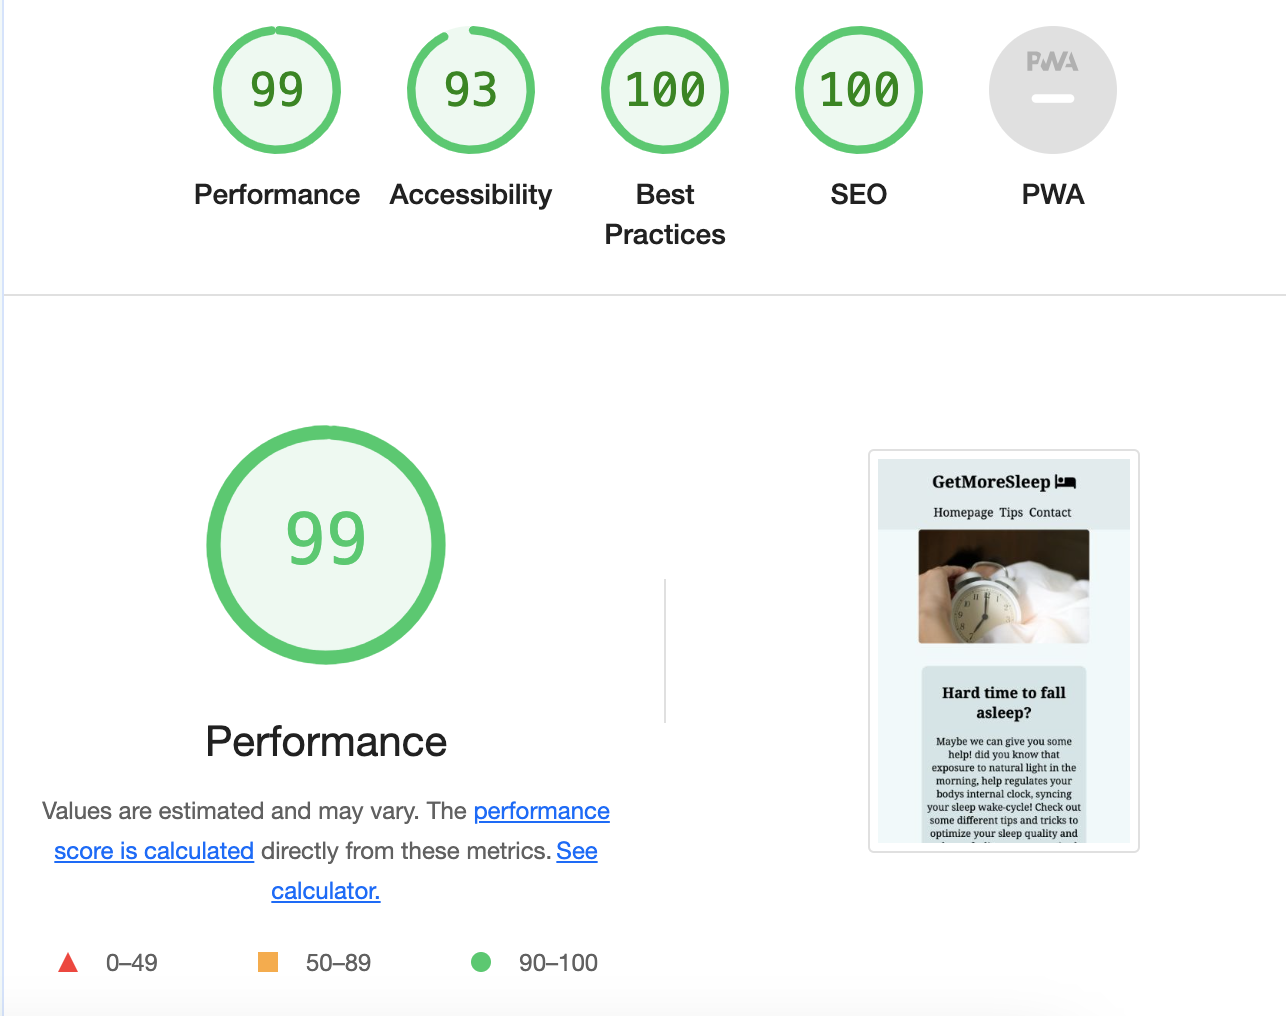 99
93
100
100
PWA
Performance
Accessibility
Best
Practices
SEO
PWA
99
Performance
Values are estimated and may vary. The performance
score is calculated directly from these metrics. See
calculator.
0–49
50–89
90–100
GetMoreSleep
Homepage Tips Contact
Hard time to fall
asleep?
Maybe we can give you some
help! did you know that
exposure to natural light in the
morning, help regulates your
bodys internal clock, syncing
your sleep wake-cycle! Check out
some different tips and tricks to
optimize your sleep quality and